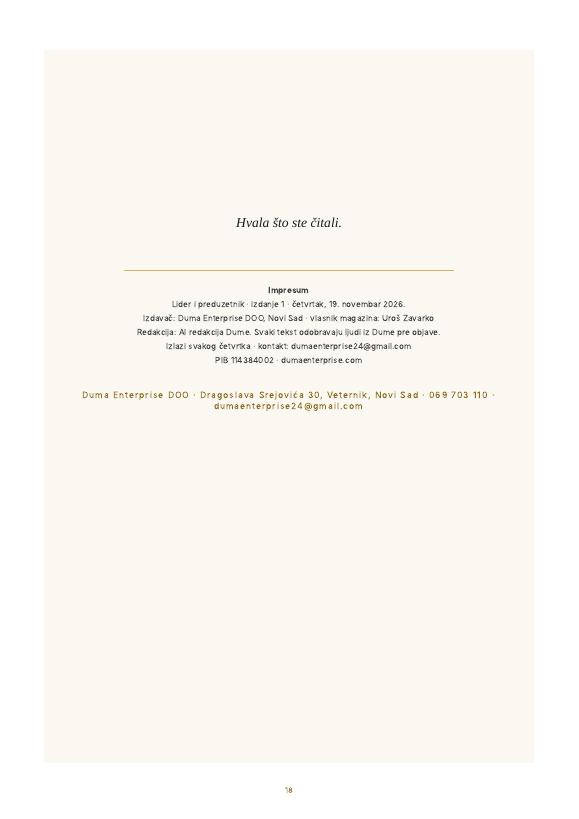 Hvala što ste čitali.
Impresum
Lider i preduzetnik · izdanje 1 · četvrtak, 19. novembar 2026.
Izdavač: Duma Enterprise DOO, Novi Sad · vlasnik magazina: Uroš Zavarko
Redakcija: AI redakcija Dume. Svaki tekst odobravaju ljudi iz Dume pre objave.
Izlazi svakog četvrtka · kontakt: dumaenterprise24@gmail.com
PIB 114384002 · dumaenterprise.com
Duma Enterprise DOO · Dragoslava Srejovića 30, Veternik, Novi Sad · 069 703 110 ·
dumaenterprise24@gmail.com
18